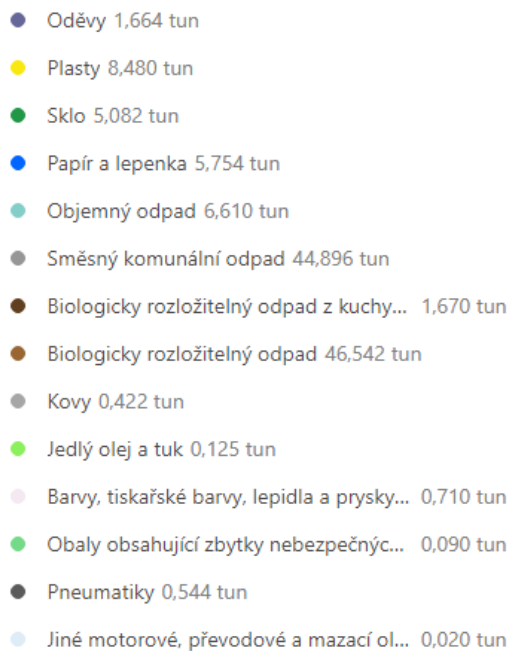 Oděvy 1,664 tun
Plasty 8,480 tun
Sklo 5,082 tun
Papír a lepenka 5,754 tun
Objemný odpad 6,610 tun
Směsný komunální odpad 44,896 tun
Biologicky rozložitelný odpad z kuchy... 1,670 tun
Biologicky rozložitelný odpad 46,542 tun
Kovy 0,422 tun
Jedlý olej a tuk 0,125 tun
Barvy, tiskařské barvy, lepidla a prysky... 0,710 tun
Obaly obsahující zbytky nebezpečnýc... 0,090 tun
Pneumatiky 0,544 tun
Jiné motorové, převodové a mazací ol... 0,020 tun